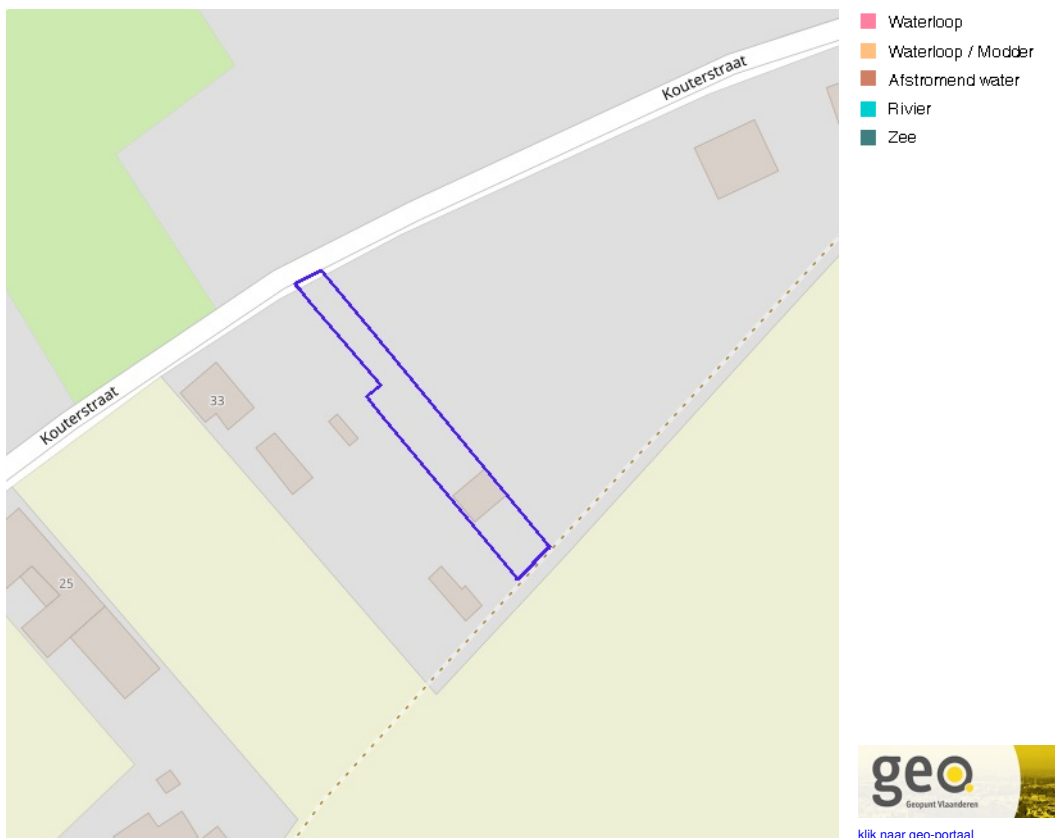 Kouterstraat
33
Kouterstraat
25
Waterloop
Waterloop / Modder
Afstromend water
Rivier
Zee
geo.
Geopunt Vlaanderen
klik naar geo-portaal